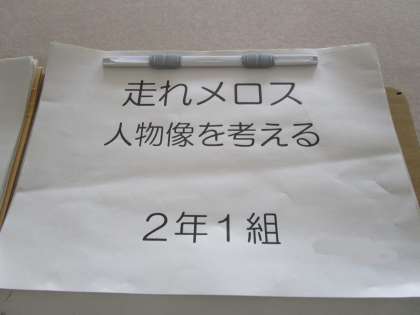 走れメロス
人物像を考える
２年１組